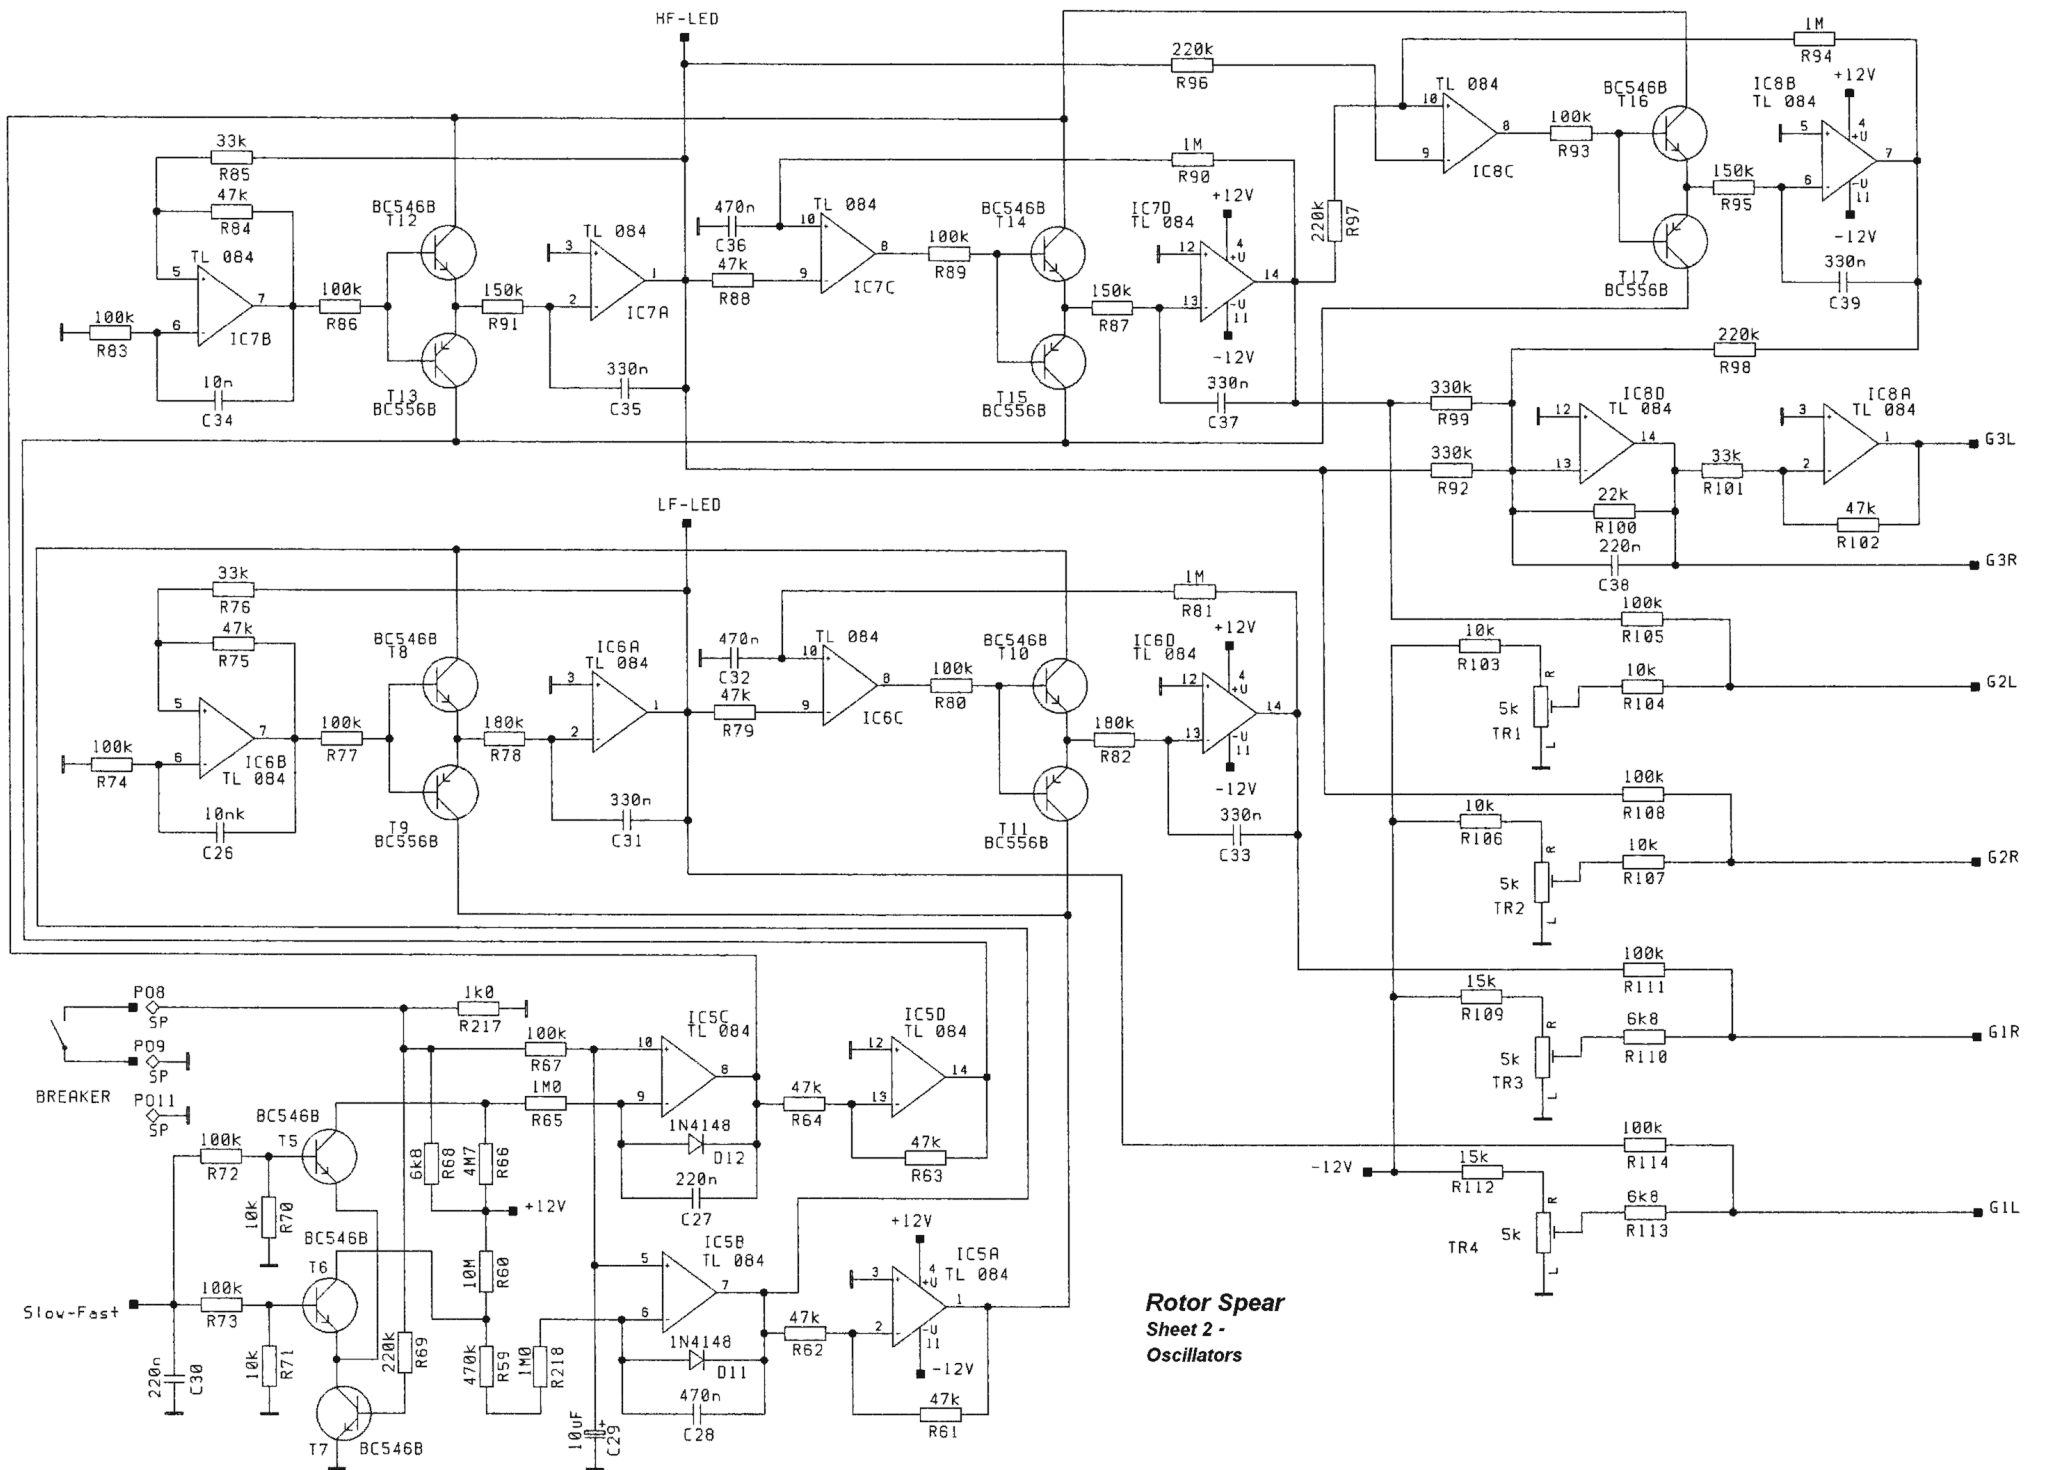 HF-LED
1M
R94
220k
R96
TL 084
10
9
8
IC8C
100k
R93
BC546B
T16
IC8B
TL 084
+12V
4
+U
5
6
7
-U
11
-12V
150k
R95
T17
BC556B
330n
C39
220k
R97
33k
R85
47k
R84
TL 084
5
6
7
IC7B
100k
R83
10n
C34
100k
R86
BC546B
T12
T13
BC556B
150k
R91
TL 084
3
2
1
IC7A
330n
C35
470n
C36
47k
R88
TL 084
10
9
8
IC7C
1M
R90
100k
R89
BC546B
T14
T15
BC556B
150k
R87
IC7D
TL 084
+12V
4
+U
12
13
14
-U
11
-12V
330n
C37
220k
R98
330k
R99
330k
R92
IC8D
TL 084
12
13
14
22k
R100
220n
C38
33k
R101
IC8A
TL 084
3
2
1
47k
R102
G3L
G3R
LF-LED
33k
R76
47k
R75
5
6
7
IC6B
TL 084
100k
R74
10nk
C26
100k
R77
BC546B
T8
T9
BC556B
180k
R78
IC6A
TL 084
3
2
1
330n
C31
470n
C32
47k
R79
TL 084
10
9
8
IC6C
1M
R81
100k
R80
BC546B
T10
T11
BC556B
180k
R82
IC6D
TL 084
+12V
4
+U
12
13
14
-U
11
-12V
330n
C33
100k
R105
10k
R103
R
5k
TR1
L
10k
R104
G2L
100k
R108
10k
R106
R
5k
TR2
L
10k
R107
G2R
100k
R111
15k
R109
R
5k
TR3
L
6k8
R110
G1R
100k
R114
-12V
15k
R112
R
5k
TR4
L
6k8
R113
G1L
PO8
SP
PO9
SP
BREAKER
PO11
SP
1k0
R217
100k
R67
1M0
R65
IC5C
TL 084
10
9
8
1N4148
D12
220n
C27
47k
R64
IC5D
TL 084
12
13
14
47k
R63
BC546B
T5
100k
R72
10k
R70
6k8
R68
4M7
R66
+12V
BC546B
T6
Slow-Fast
100k
R73
10k
R71
220n
C30
220k
R69
T7
BC546B
10M
R60
470k
R59
1M0
R218
10uF
+
C29
IC5B
TL 084
5
6
7
1N4148
D11
470n
C28
47k
R62
+12V
IC5A
TL 084
4
+U
3
2
1
-U
11
-12V
47k
R61
Rotor Spear
Sheet 2 -
Oscillators